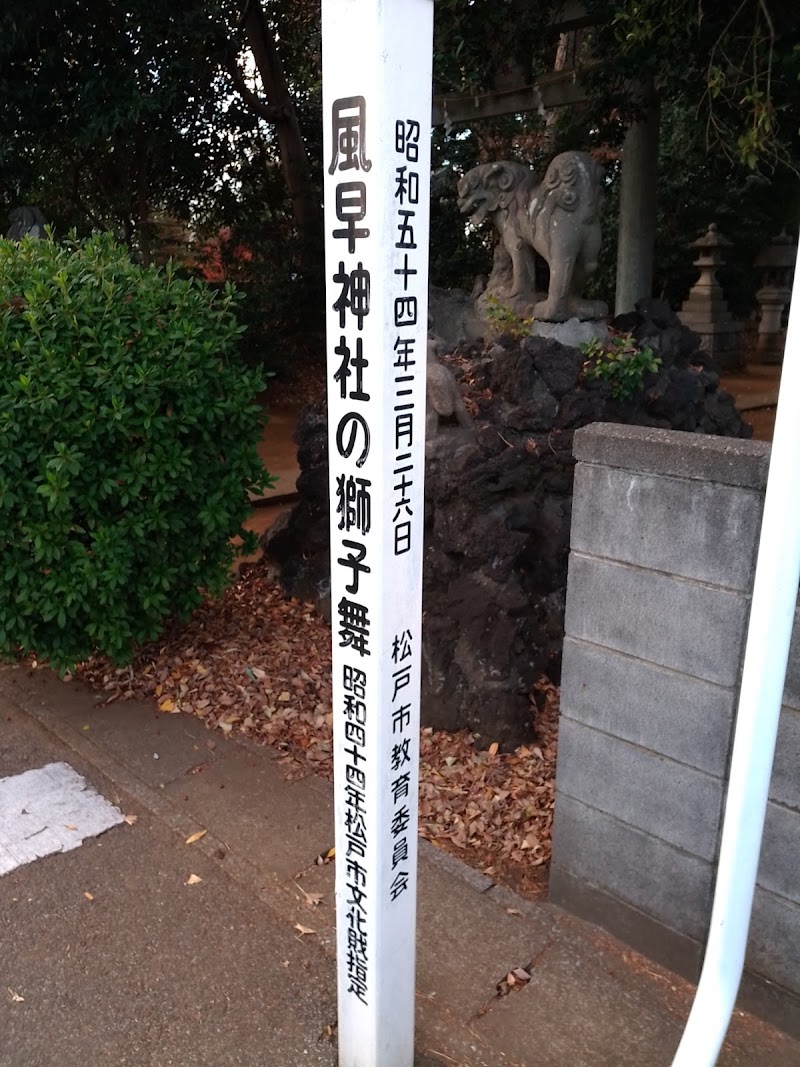 風早神社の獅子舞 昭和四十四年松戸市文化財指定
昭和五十四年三月二十六日 松戸市教育委員会